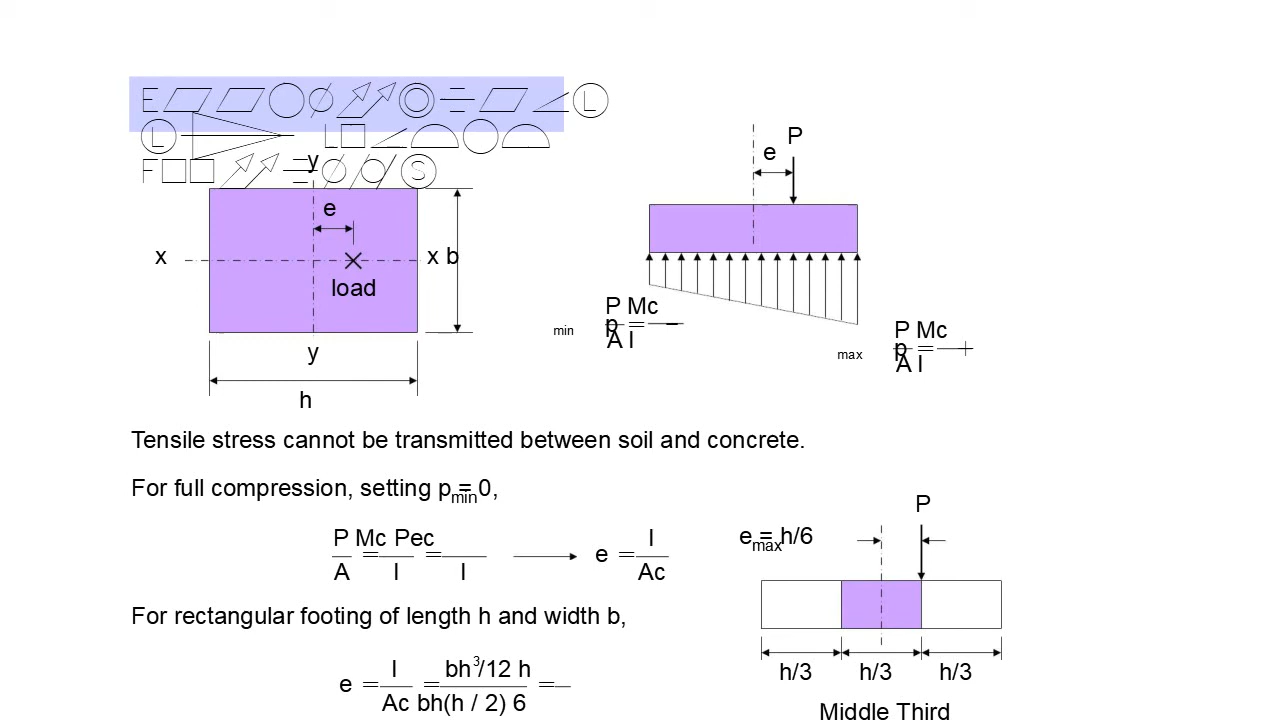 y
e
P
e
x
x b
load
P Mc
p =  −
min
A I
P Mc
p =  +
max
A I
y
h
Tensile stress cannot be transmitted between soil and concrete.
For full compression, setting pmin = 0,
P
P Mc Pec
= =
A I I
e = I
Ac
emax = h/6
For rectangular footing of length h and width b,
e = I = bh³/12 = h
Ac bh(h / 2) 6
h/3 h/3 h/3
Middle Third